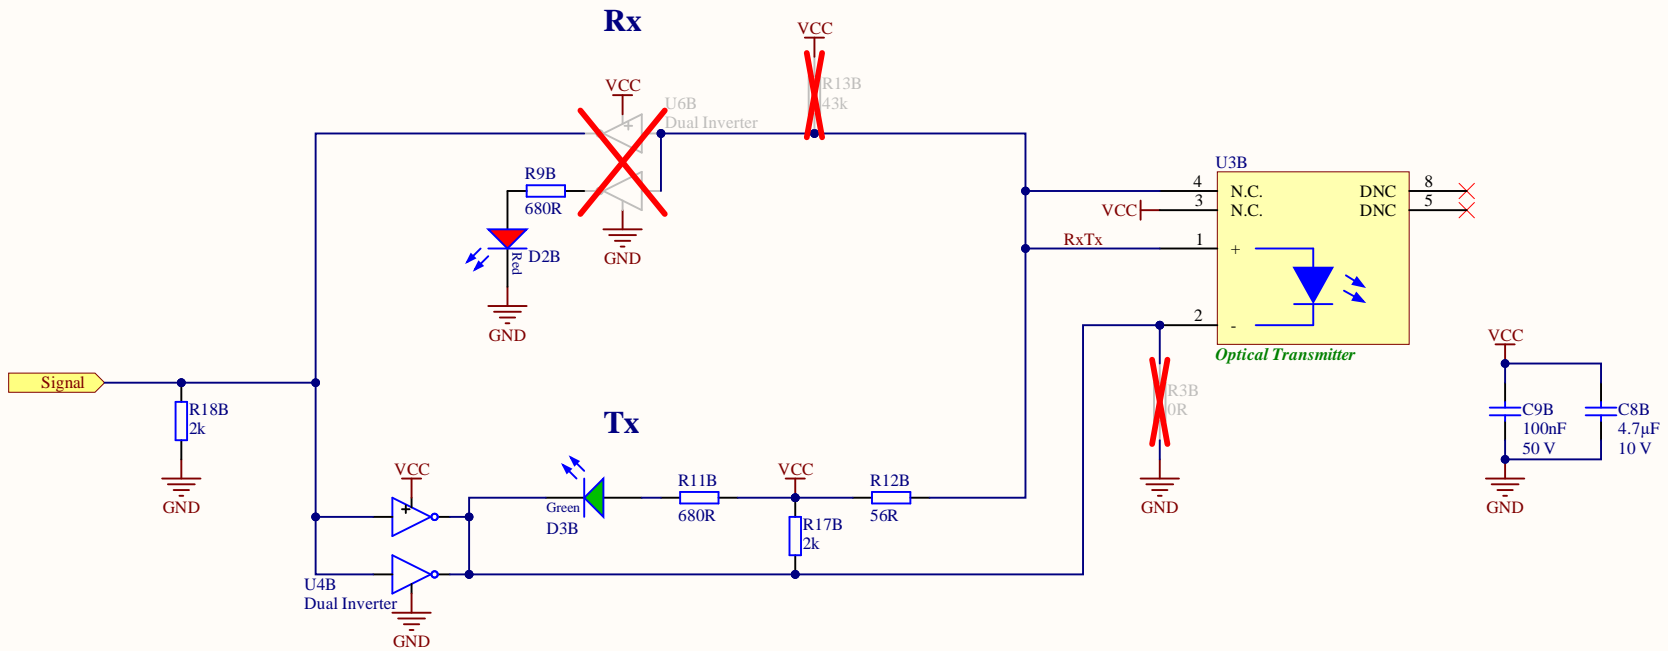 Rx
VCC
R13B
43k
VCC
U6B
Dual Inverter
+
R9B
680R
D2B
Red
GND
GND
U3B
4
N.C.
DNC
8
VCC
3
N.C.
DNC
5
RxTx
1
+
2
-
Optical Transmitter
R3B
0R
GND
VCC
C9B
100nF
50 V
C8B
4.7µF
10 V
GND
Signal
R18B
2k
GND
Tx
VCC
+
U4B
Dual Inverter
GND
Green
D3B
R11B
680R
VCC
R17B
2k
R12B
56R